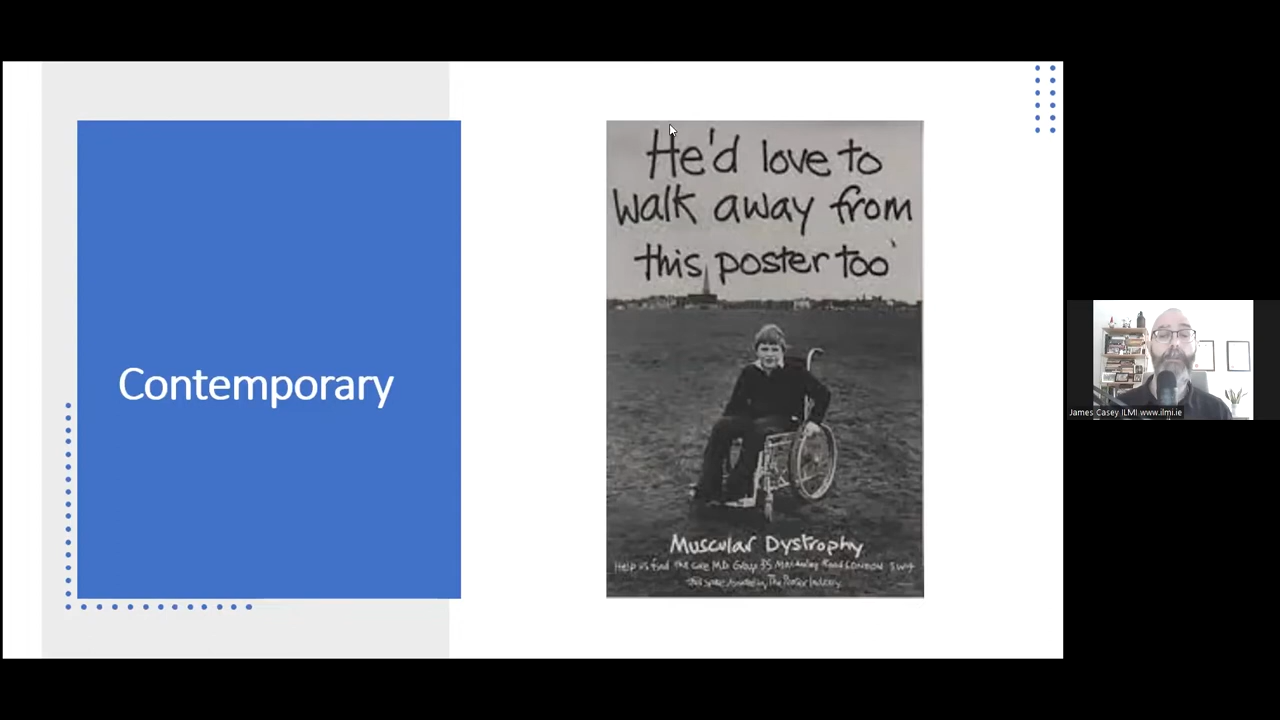 Contemporary
He'd love to
walk away from
this poster too
Muscular Dystrophy
Help us find the cure MD Group 35 Macaulay Road LONDON SW4
this space donated by The Poster Industry
James Casey ILMI www.ilmi.ie